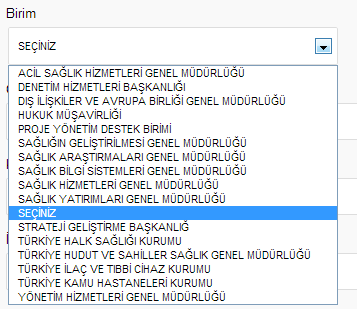 Birim
SEÇİNİZ
ACİL SAĞLIK HİZMETLERİ GENEL MÜDÜRLÜĞÜ
DENETİM HİZMETLERİ BAŞKANLIĞI
DIŞ İLİŞKİLER VE AVRUPA BİRLİĞİ GENEL MÜDÜRLÜĞÜ
HUKUK MÜŞAVİRLİĞİ
PROJE YÖNETİM DESTEK BİRİMİ
SAĞLIĞIN GELİŞTİRİLMESİ GENEL MÜDÜRLÜĞÜ
SAĞLIK ARAŞTIRMALARI GENEL MÜDÜRLÜĞÜ
SAĞLIK BİLGİ SİSTEMLERİ GENEL MÜDÜRLÜĞÜ
SAĞLIK HİZMETLERİ GENEL MÜDÜRLÜĞÜ
SAĞLIK YATIRIMLARI GENEL MÜDÜRLÜĞÜ
SEÇİNİZ
STRATEJİ GELİŞTİRME BAŞKANLIĞ
TÜRKİYE HALK SAĞLIĞI KURUMU
TÜRKİYE HUDUT VE SAHİLLER SAĞLIK GENEL MÜDÜRLÜĞÜ
TÜRKİYE İLAÇ VE TIBBİ CİHAZ KURUMU
TÜRKİYE KAMU HASTANELERİ KURUMU
YÖNETİM HİZMETLERİ GENEL MÜDÜRLÜĞÜ